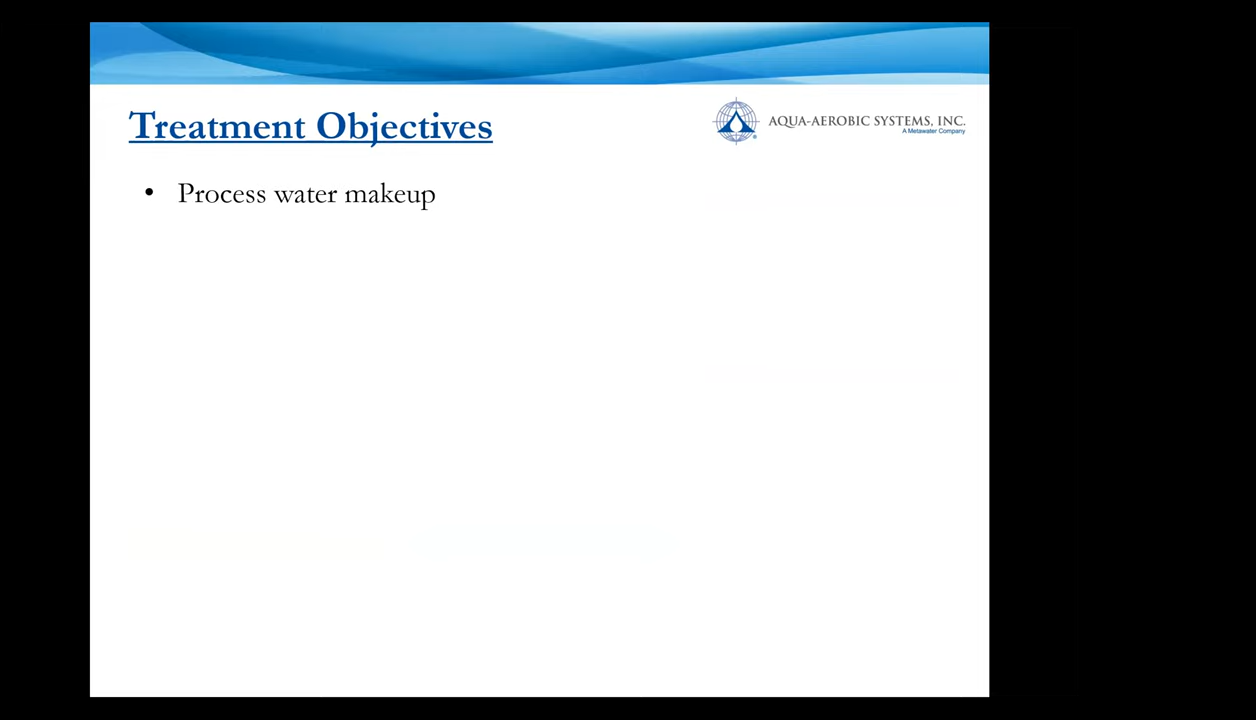 Treatment Objectives
AQUA-AEROBIC SYSTEMS, INC.
A Metawater Company
• Process water makeup